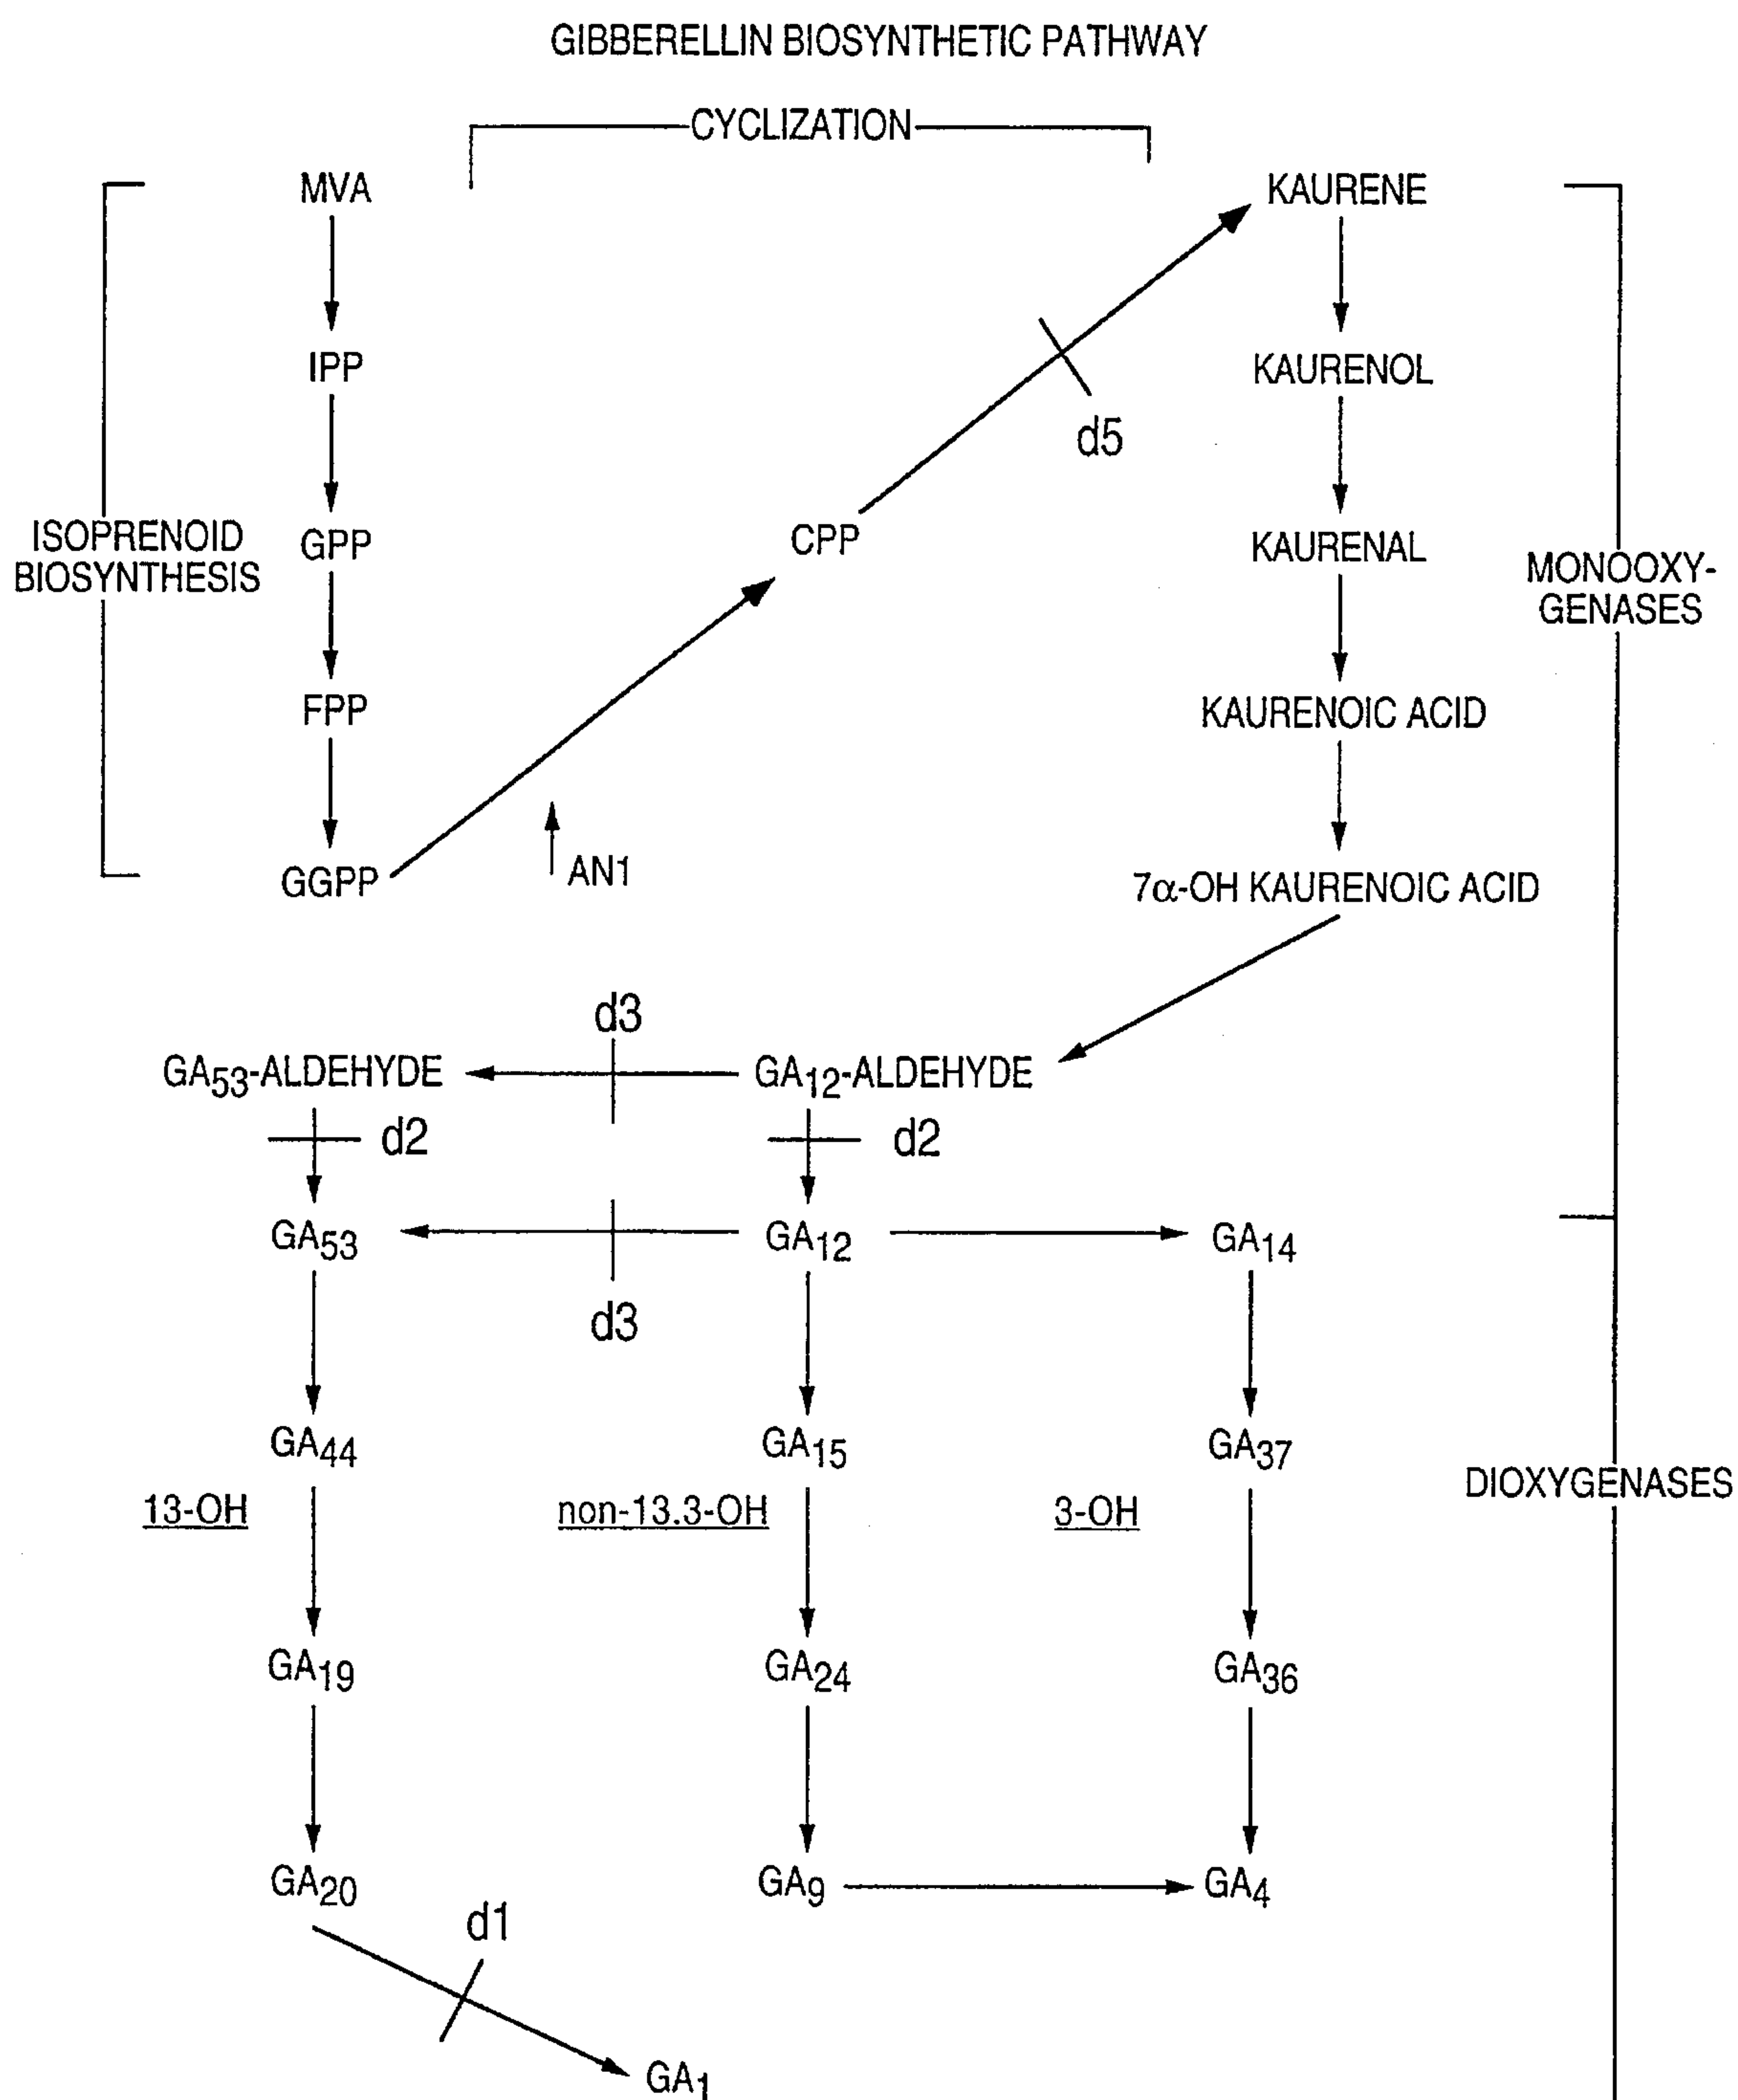 GIBBERELLIN BIOSYNTHETIC PATHWAY
CYCLIZATION
MVA
KAURENE
IPP
KAURENOL
d5
ISOPRENOID
BIOSYNTHESIS
GPP
CPP
KAURENAL
MONOOXY-
GENASES
FPP
KAURENOIC ACID
GGPP
AN1
7α-OH KAURENOIC ACID
d3
GA53-ALDEHYDE
GA12-ALDEHYDE
d2
d2
GA53
GA12
GA14
d3
GA44
GA15
GA37
DIOXYGENASES
13-OH
non-13.3-OH
3-OH
GA19
GA24
GA36
GA20
GA9
GA4
d1
GA1